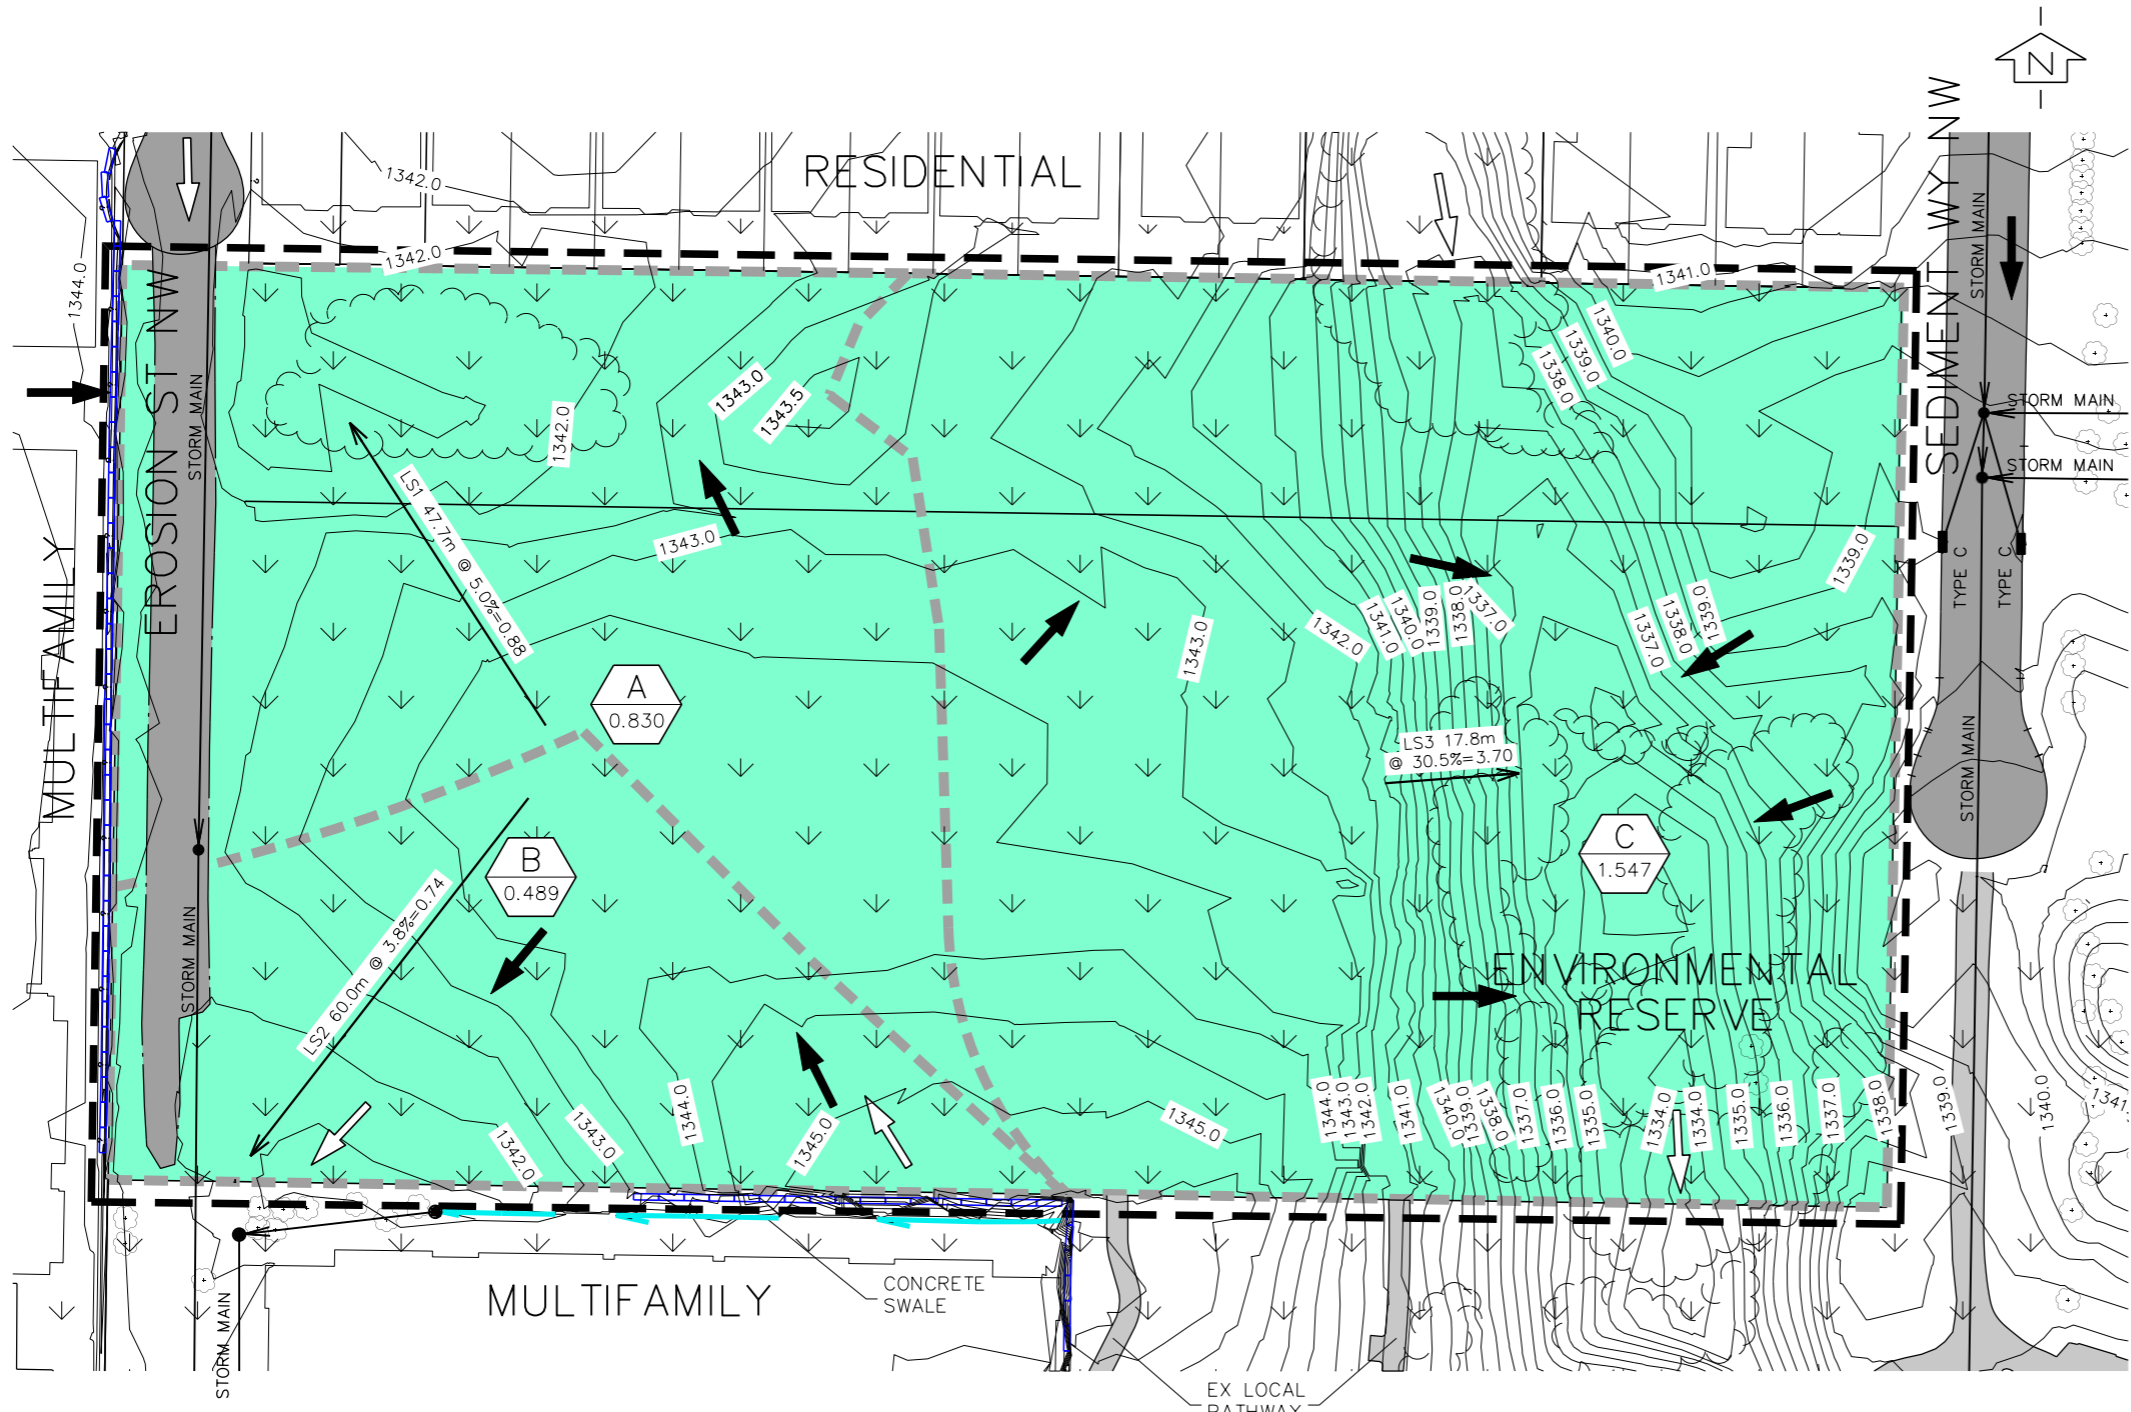 N
RESIDENTIAL
1342.0
1342.0
1344.0
1341.0
SEDIMENT WY NW
STORM MAIN
STORM MAIN
STORM MAIN
EROSION ST NW
STORM MAIN
1340.0
1339.0
1338.0
1343.0
1343.5
1342.0
LS1 47.7m @ 5.0%=0.88
1343.0
1339.0
TYPE C
TYPE C
MULTIFAMILY
1343.0
1342.0
1341.0
1340.0
1339.0
1338.0
1337.0
1337.0
1338.0
1339.0
A
0.830
LS3 17.8m
@ 30.5%=3.70
STORM MAIN
B
0.489
C
1.547
LS2 60.0m @ 3.8%=0.74
STORM MAIN
ENVIRONMENTAL
RESERVE
1342.0
1343.0
1344.0
1345.0
1345.0
1344.0
1343.0
1342.0
1341.0
1340.0
1339.0
1338.0
1337.0
1336.0
1335.0
1334.0
1334.0
1335.0
1336.0
1337.0
1338.0
1339.0
1340.0
1341.
MULTIFAMILY
CONCRETE
SWALE
STORM MAIN
EX LOCAL
PATHWAY